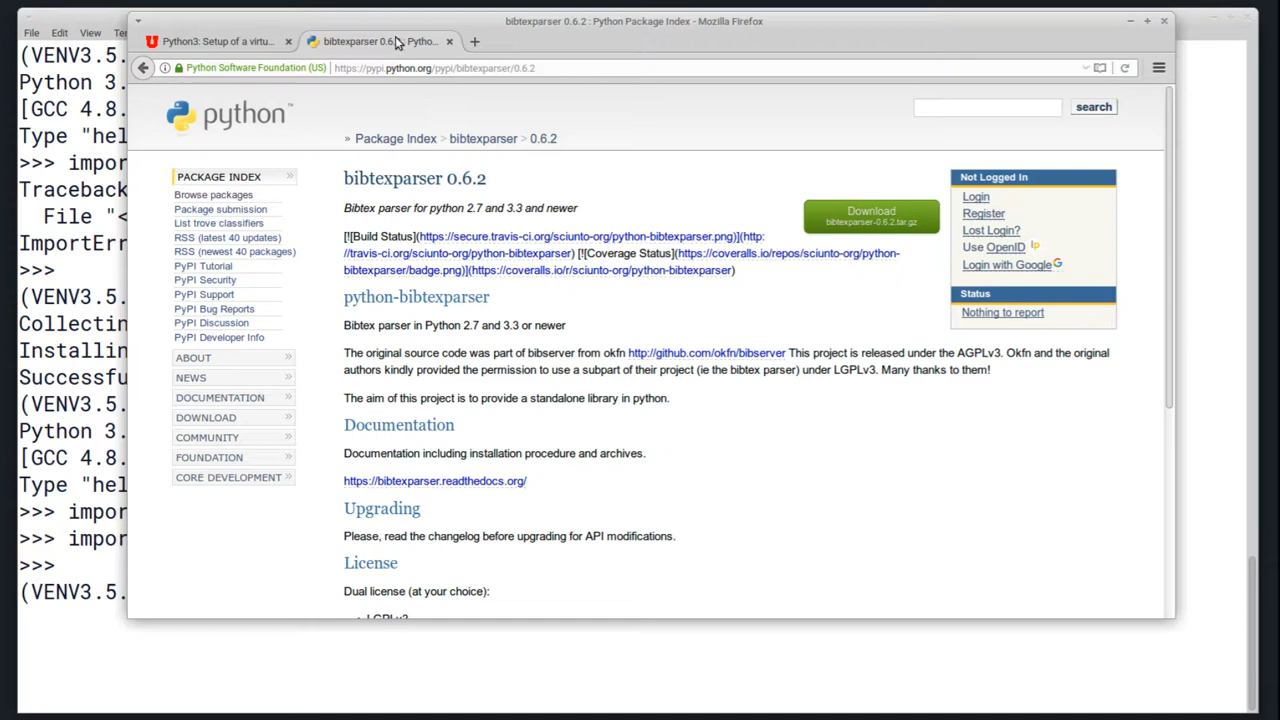 bibtexparser 0.6.2 : Python Package Index - Mozilla Firefox
File Edit View Te
Python3: Setup of a virtu...
bibtexparser 0.6. Pytho...
Python Software Foundation (US)
https://pypi.python.org/pypi/bibtexparser/0.6.2
(VENV3.5.
Python 3.
[GCC 4.8.
Type "hel
>>> impor
Traceback
File "<
ImportErr
>>>
(VENV3.5.
Collectin
Installin
Successfu
(VENV3.5.
Python 3.
[GCC 4.8.
Type "hel
>>> impor
>>> impor
>>>
(VENV3.5.
python™
search
» Package Index > bibtexparser > 0.6.2
PACKAGE INDEX »
Browse packages
Package submission
List trove classifiers
RSS (latest 40 updates)
RSS (newest 40 packages)
PyPI Tutorial
PyPI Security
PyPI Support
PyPI Bug Reports
PyPI Discussion
PyPI Developer Info
ABOUT »
NEWS »
DOCUMENTATION »
DOWNLOAD »
COMMUNITY »
FOUNDATION »
CORE DEVELOPMENT »
bibtexparser 0.6.2
Bibtex parser for python 2.7 and 3.3 and newer
Download
bibtexparser-0.6.2.tar.gz
[![Build Status](https://secure.travis-ci.org/sciunto-org/python-bibtexparser.png)](http:
//travis-ci.org/sciunto-org/python-bibtexparser) [![Coverage Status](https://coveralls.io/repos/sciunto-org/python-
bibtexparser/badge.png)](https://coveralls.io/r/sciunto-org/python-bibtexparser)
python-bibtexparser
Bibtex parser in Python 2.7 and 3.3 or newer
The original source code was part of bibserver from okfn http://github.com/okfn/bibserver This project is released under the AGPLv3. Okfn and the original
authors kindly provided the permission to use a subpart of their project (ie the bibtex parser) under LGPLv3. Many thanks to them!
The aim of this project is to provide a standalone library in python.
Documentation
Documentation including installation procedure and archives.
https://bibtexparser.readthedocs.org/
Upgrading
Please, read the changelog before upgrading for API modifications.
License
Dual license (at your choice):
LGPLv3
Not Logged In
Login
Register
Lost Login?
Use OpenID
Login with Google
Status
Nothing to report